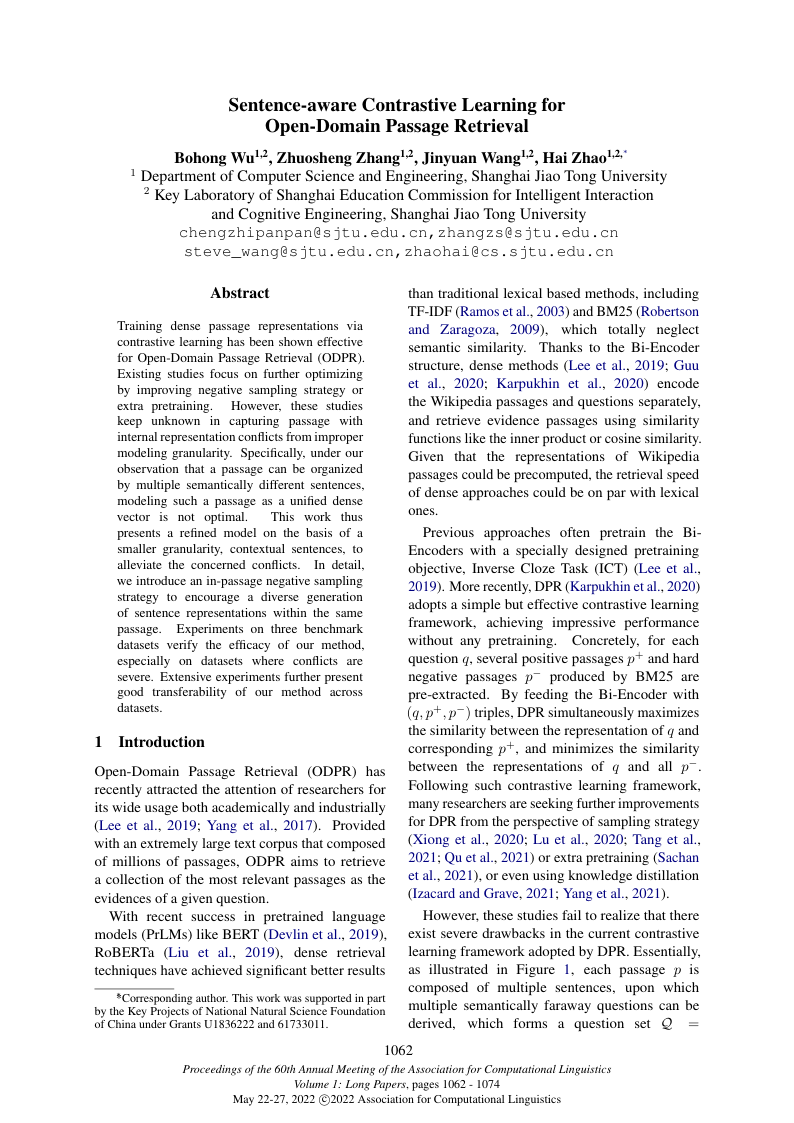 Sentence-aware Contrastive Learning for
Open-Domain Passage Retrieval
Bohong Wu1,2, Zhuosheng Zhang1,2, Jinyuan Wang1,2, Hai Zhao1,2,*
1 Department of Computer Science and Engineering, Shanghai Jiao Tong University
2 Key Laboratory of Shanghai Education Commission for Intelligent Interaction
and Cognitive Engineering, Shanghai Jiao Tong University
chengzhipanpan@sjtu.edu.cn,zhangzs@sjtu.edu.cn
steve_wang@sjtu.edu.cn,zhaohai@cs.sjtu.edu.cn
Abstract
Training dense passage representations via
contrastive learning has been shown effective
for Open-Domain Passage Retrieval (ODPR).
Existing studies focus on further optimizing
by improving negative sampling strategy or
extra pretraining. However, these studies
keep unknown in capturing passage with
internal representation conflicts from improper
modeling granularity. Specifically, under our
observation that a passage can be organized
by multiple semantically different sentences,
modeling such a passage as a unified dense
vector is not optimal. This work thus
presents a refined model on the basis of a
smaller granularity, contextual sentences, to
alleviate the concerned conflicts. In detail,
we introduce an in-passage negative sampling
strategy to encourage a diverse generation
of sentence representations within the same
passage. Experiments on three benchmark
datasets verify the efficacy of our method,
especially on datasets where conflicts are
severe. Extensive experiments further present
good transferability of our method across
datasets.
1 Introduction
Open-Domain Passage Retrieval (ODPR) has
recently attracted the attention of researchers for
its wide usage both academically and industrially
(Lee et al., 2019; Yang et al., 2017). Provided
with an extremely large text corpus that composed
of millions of passages, ODPR aims to retrieve
a collection of the most relevant passages as the
evidences of a given question.
With recent success in pretrained language
models (PrLMs) like BERT (Devlin et al., 2019),
RoBERTa (Liu et al., 2019), dense retrieval
techniques have achieved significant better results
*Corresponding author. This work was supported in part
by the Key Projects of National Natural Science Foundation
of China under Grants U1836222 and 61733011.
than traditional lexical based methods, including
TF-IDF (Ramos et al., 2003) and BM25 (Robertson
and Zaragoza, 2009), which totally neglect
semantic similarity. Thanks to the Bi-Encoder
structure, dense methods (Lee et al., 2019; Guu
et al., 2020; Karpukhin et al., 2020) encode
the Wikipedia passages and questions separately,
and retrieve evidence passages using similarity
functions like the inner product or cosine similarity.
Given that the representations of Wikipedia
passages could be precomputed, the retrieval speed
of dense approaches could be on par with lexical
ones.
Previous approaches often pretrain the Bi-
Encoders with a specially designed pretraining
objective, Inverse Cloze Task (ICT) (Lee et al.,
2019). More recently, DPR (Karpukhin et al., 2020)
adopts a simple but effective contrastive learning
framework, achieving impressive performance
without any pretraining. Concretely, for each
question q, several positive passages p+ and hard
negative passages p− produced by BM25 are
pre-extracted. By feeding the Bi-Encoder with
(q, p+, p−) triples, DPR simultaneously maximizes
the similarity between the representation of q and
corresponding p+, and minimizes the similarity
between the representations of q and all p−.
Following such contrastive learning framework,
many researchers are seeking further improvements
for DPR from the perspective of sampling strategy
(Xiong et al., 2020; Lu et al., 2020; Tang et al.,
2021; Qu et al., 2021) or extra pretraining (Sachan
et al., 2021), or even using knowledge distillation
(Izacard and Grave, 2021; Yang et al., 2021).
However, these studies fail to realize that there
exist severe drawbacks in the current contrastive
learning framework adopted by DPR. Essentially,
as illustrated in Figure 1, each passage p is
composed of multiple sentences, upon which
multiple semantically faraway questions can be
derived, which forms a question set Q =
1062
Proceedings of the 60th Annual Meeting of the Association for Computational Linguistics
Volume 1: Long Papers, pages 1062 - 1074
May 22-27, 2022 ©2022 Association for Computational Linguistics